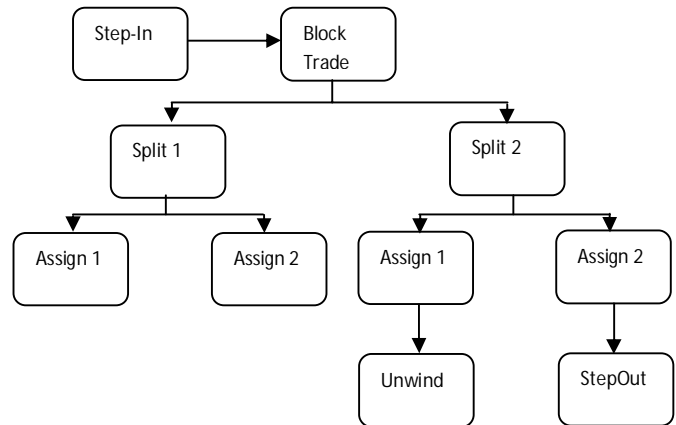 Step-In
Block
Trade
Split 1
Split 2
Assign 1
Assign 2
Assign 1
Assign 2
Unwind
StepOut